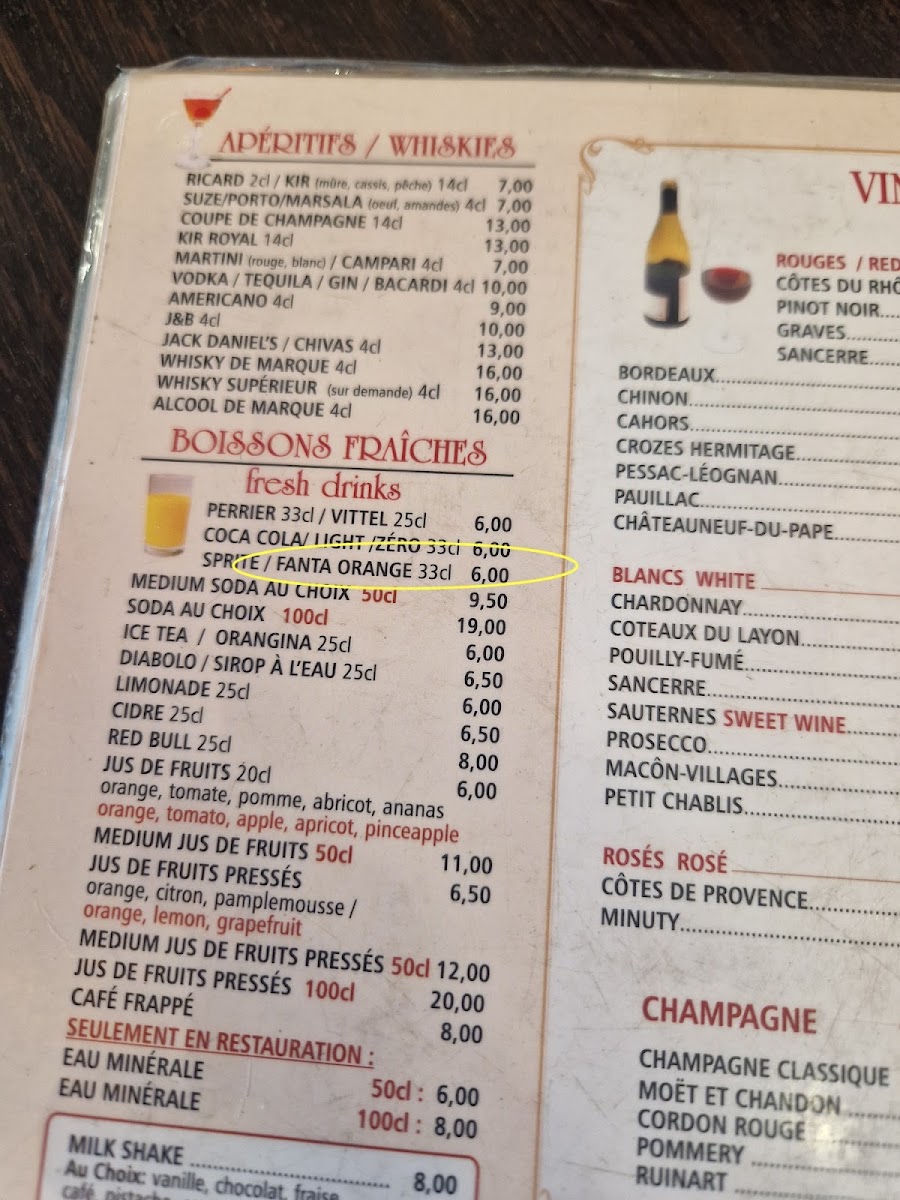 APÉRITIFS / WHISKIES
RICARD 2cl / KIR (mûre, cassis, pêche) 14cl 7,00
SUZE/PORTO/MARSALA (oeuf, amandes) 4cl 7,00
COUPE DE CHAMPAGNE 14cl 13,00
KIR ROYAL 14cl 13,00
MARTINI (rouge, blanc) / CAMPARI 4cl 7,00
VODKA / TEQUILA / GIN / BACARDI 4cl 10,00
AMERICANO 4cl 9,00
J&B 4cl 10,00
JACK DANIEL'S / CHIVAS 4cl 13,00
WHISKY DE MARQUE 4cl 16,00
WHISKY SUPÉRIEUR (sur demande) 4cl 16,00
ALCOOL DE MARQUE 4cl 16,00
BOISSONS FRAÎCHES
fresh drinks
PERRIER 33cl / VITTEL 25cl 6,00
COCA COLA/ LIGHT /ZÉRO 33cl 6,00
SPRITE / FANTA ORANGE 33cl 6,00
MEDIUM SODA AU CHOIX 50cl 9,50
SODA AU CHOIX 100cl 19,00
ICE TEA / ORANGINA 25cl 6,00
DIABOLO / SIROP À L'EAU 25cl 6,50
LIMONADE 25cl 6,00
CIDRE 25cl 6,50
RED BULL 25cl 8,00
JUS DE FRUITS 20cl 6,00
orange, tomate, pomme, abricot, ananas
orange, tomato, apple, apricot, pinceapple
MEDIUM JUS DE FRUITS 50cl 11,00
JUS DE FRUITS PRESSÉS 6,50
orange, citron, pamplemousse /
orange, lemon, grapefruit
MEDIUM JUS DE FRUITS PRESSÉS 50cl 12,00
JUS DE FRUITS PRESSÉS 100cl 20,00
CAFÉ FRAPPÉ 8,00
SEULEMENT EN RESTAURATION :
EAU MINÉRALE 50cl : 6,00
EAU MINÉRALE 100cl : 8,00
MILK SHAKE 8,00
Au Choix: vanille, chocolat, fraise
café, pistache
VIN
ROUGES / RED
CÔTES DU RHÔ
PINOT NOIR
GRAVES
SANCERRE
BORDEAUX
CHINON
CAHORS
CROZES HERMITAGE
PESSAC-LÉOGNAN
PAUILLAC
CHÂTEAUNEUF-DU-PAPE
BLANCS WHITE
CHARDONNAY
COTEAUX DU LAYON
POUILLY-FUMÉ
SANCERRE
SAUTERNES SWEET WINE
PROSECCO
MACÔN-VILLAGES
PETIT CHABLIS
ROSÉS ROSÉ
CÔTES DE PROVENCE
MINUTY
CHAMPAGNE
CHAMPAGNE CLASSIQUE
MOËT ET CHANDON
CORDON ROUGE
POMMERY
RUINART